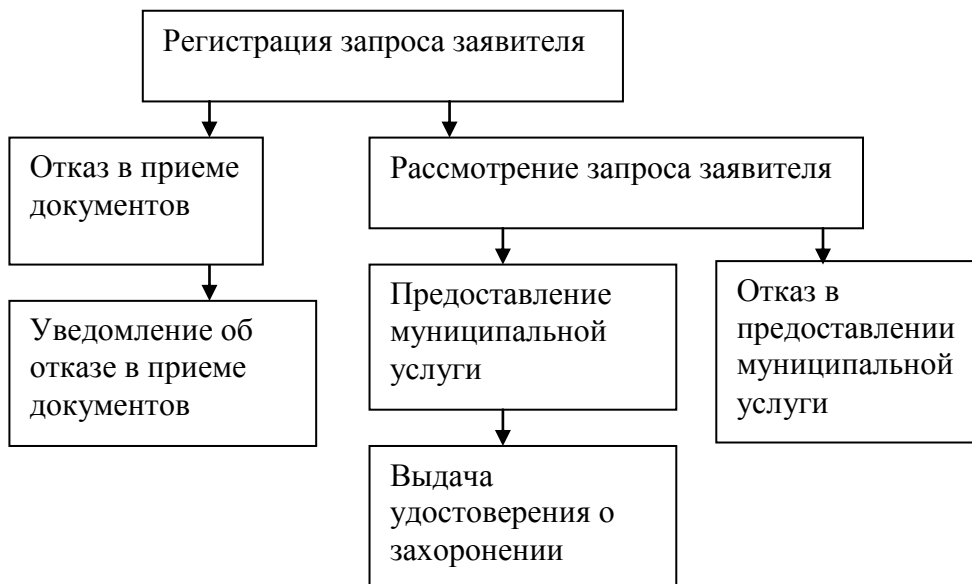 Регистрация запроса заявителя
Отказ в приеме
документов
Рассмотрение запроса заявителя
Уведомление об
отказе в приеме
документов
Предоставление
муниципальной
услуги
Отказ в
предоставлении
муниципальной
услуги
Выдача
удостоверения о
захоронении